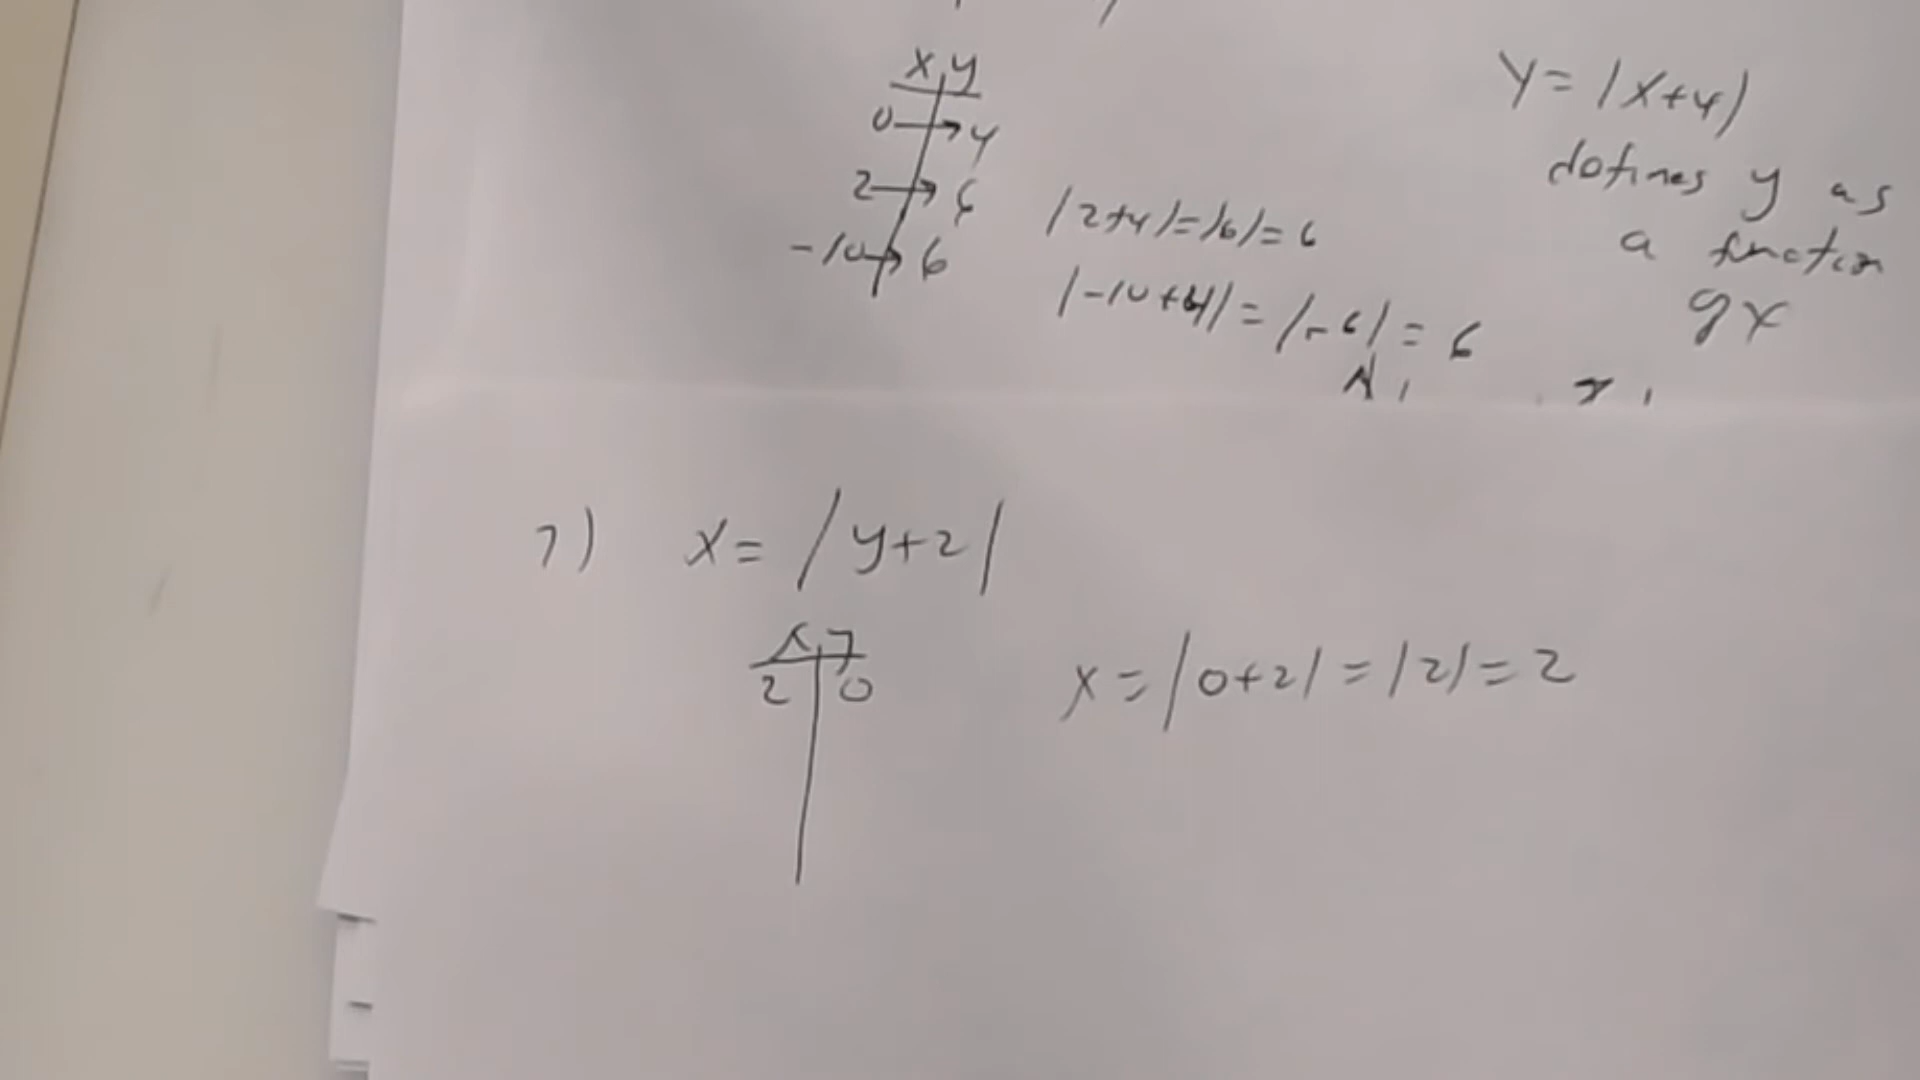 x y
0 → 4
2 → 6
-10 → 6
|2+4|=|6|=6
|-10+4|=|-6|=6
y=|x+4|
defines y as
a function
of x
7) x=|y+2|
x y
2 0
x=|0+2|=|2|=2